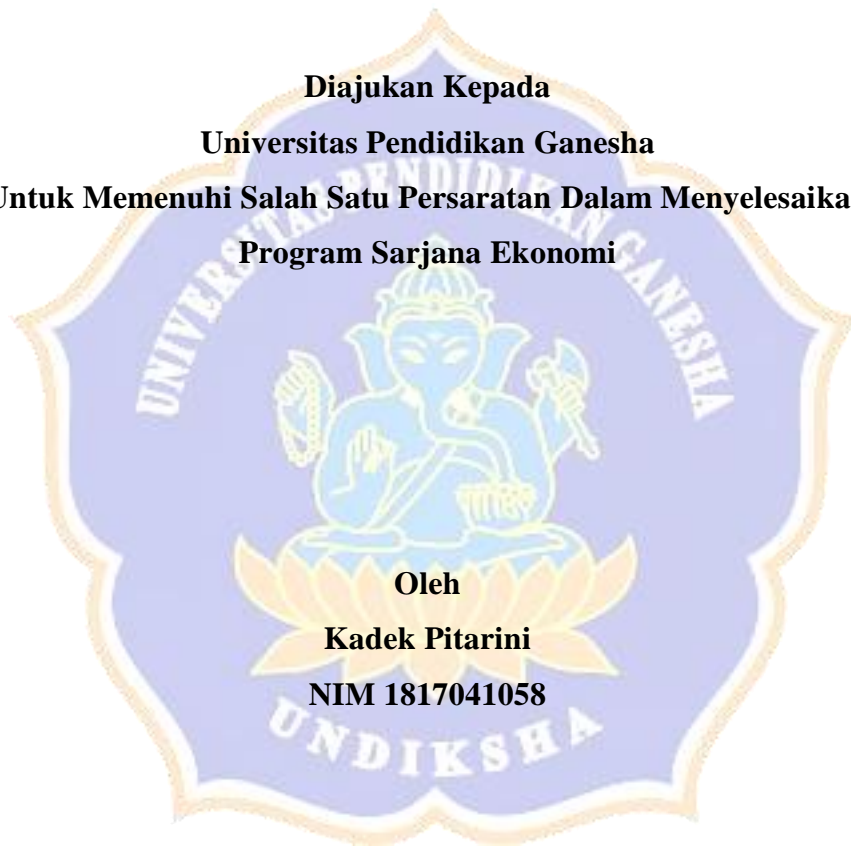 Diajukan Kepada
Universitas Pendidikan Ganesha
Untuk Memenuhi Salah Satu Persaratan Dalam Menyelesaika
Program Sarjana Ekonomi
UNIVERSITAS PENDIDIKAN GANESHA
Oleh
Kadek Pitarini
NIM 1817041058
UNDIKSHA